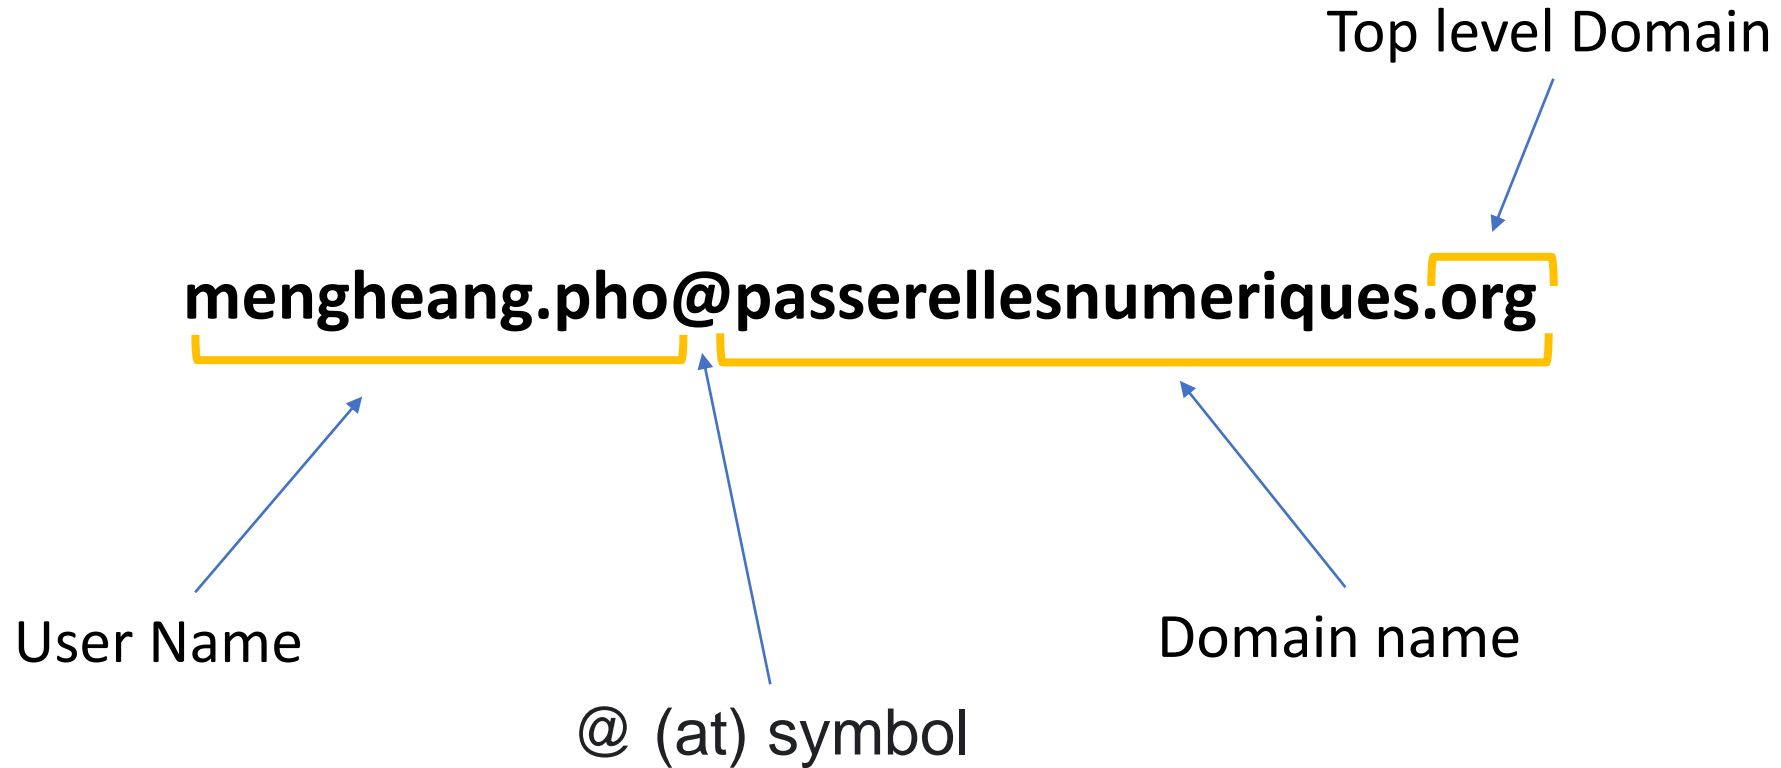 Top level Domain
mengheang.pho@passerellesnumeriques.org
User Name
Domain name
@ (at) symbol